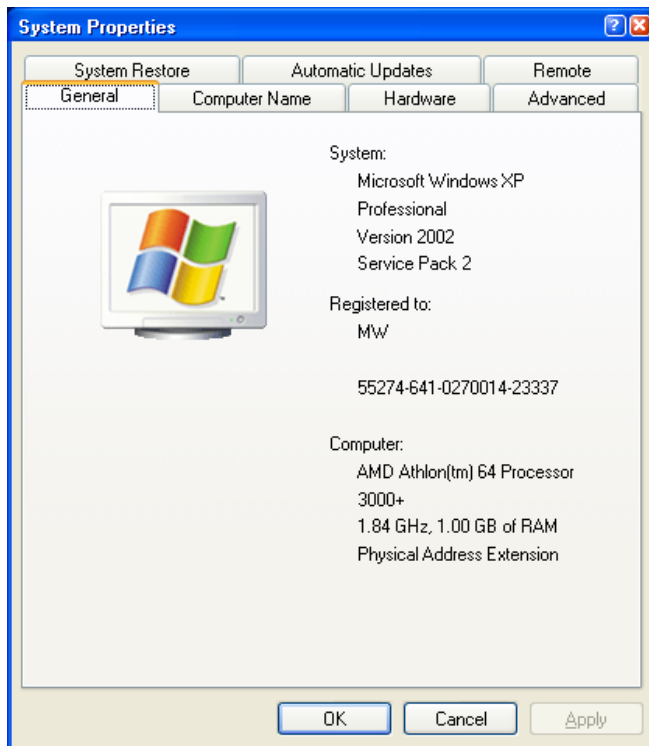 System Properties
System Restore
Automatic Updates
Remote
General
Computer Name
Hardware
Advanced
System:
Microsoft Windows XP
Professional
Version 2002
Service Pack 2
Registered to:
MW
55274-641-0270014-23337
Computer:
AMD Athlon(tm) 64 Processor
3000+
1.84 GHz, 1.00 GB of RAM
Physical Address Extension
OK
Cancel
Apply